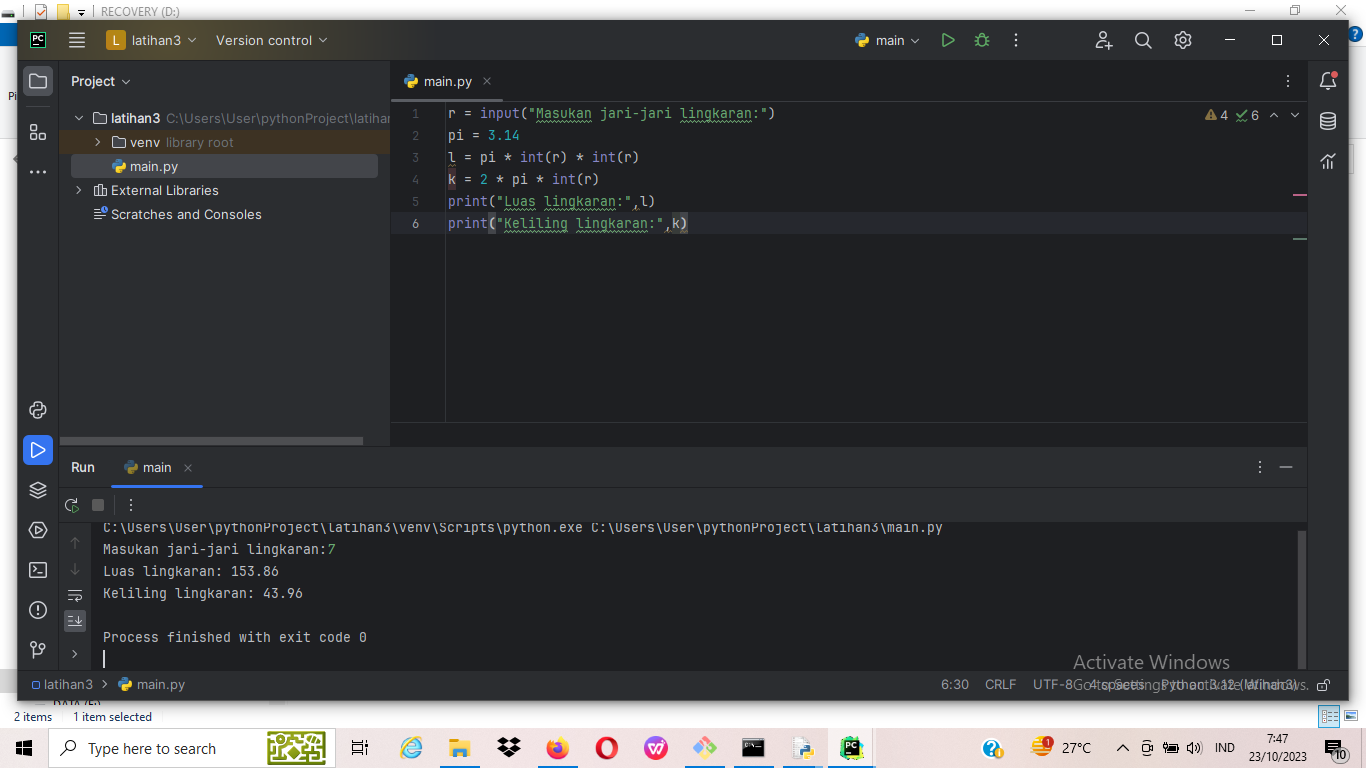 RECOVERY (D:)
PC
L latihan3
Version control
main
?
Pi
Project
main.py
latihan3 C:\Users\User\pythonProject\latihan
venv library root
main.py
External Libraries
Scratches and Consoles
1 r = input("Masukan jari-jari lingkaran:")
2 pi = 3.14
3 l = pi * int(r) * int(r)
4 k = 2 * pi * int(r)
5 print("Luas lingkaran:",l)
6 print("Keliling lingkaran:",k)
4 6
Run
main
C:\Users\User\pythonProject\latihan3\venv\Scripts\python.exe C:\Users\User\pythonProject\latihan3\main.py
Masukan jari-jari lingkaran:7
Luas lingkaran: 153.86
Keliling lingkaran: 43.96
Process finished with exit code 0
Activate Windows
Go to Settings to activate Windows.
latihan3 > main.py
6:30 CRLF UTF-8 4 spaces Python 3.12 (latihan3)
DATA (E:)
2 items 1 item selected
Type here to search
PC
1
27°C
IND
7:47
23/10/2023
10